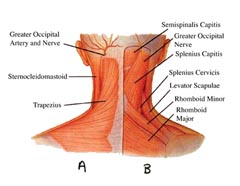 Greater Occipital
Artery and Nerve
Sternocleidomastoid
Trapezius
Semispinalis Capitis
Greater Occipital
Nerve
Splenius Capitis
Splenius Cervicis
Levator Scapulae
Rhomboid Minor
Rhomboid
Major
A
B